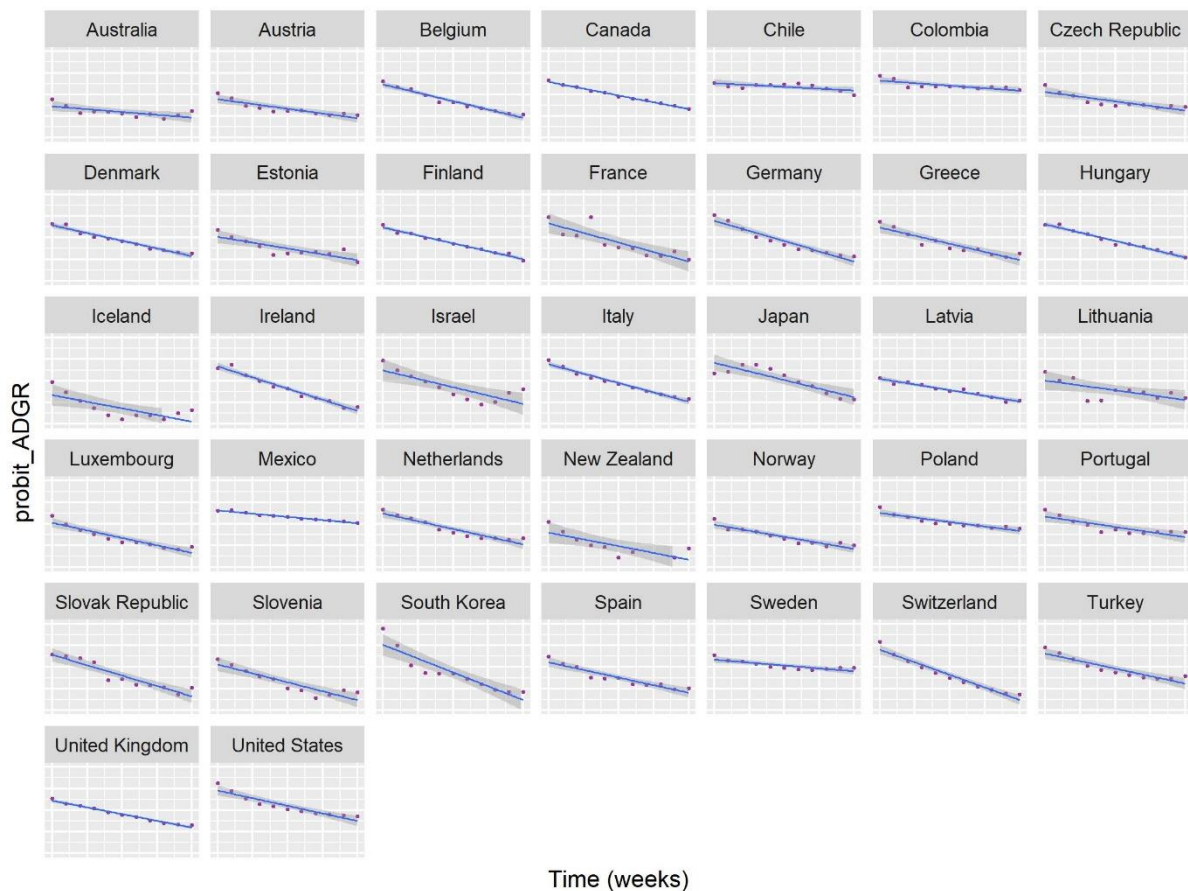 Australia
Austria
Belgium
Canada
Chile
Colombia
Czech Republic
Denmark
Estonia
Finland
France
Germany
Greece
Hungary
Iceland
Ireland
Israel
Italy
Japan
Latvia
Lithuania
Luxembourg
Mexico
Netherlands
New Zealand
Norway
Poland
Portugal
Slovak Republic
Slovenia
South Korea
Spain
Sweden
Switzerland
Turkey
United Kingdom
United States
probit_ADGR
Time (weeks)